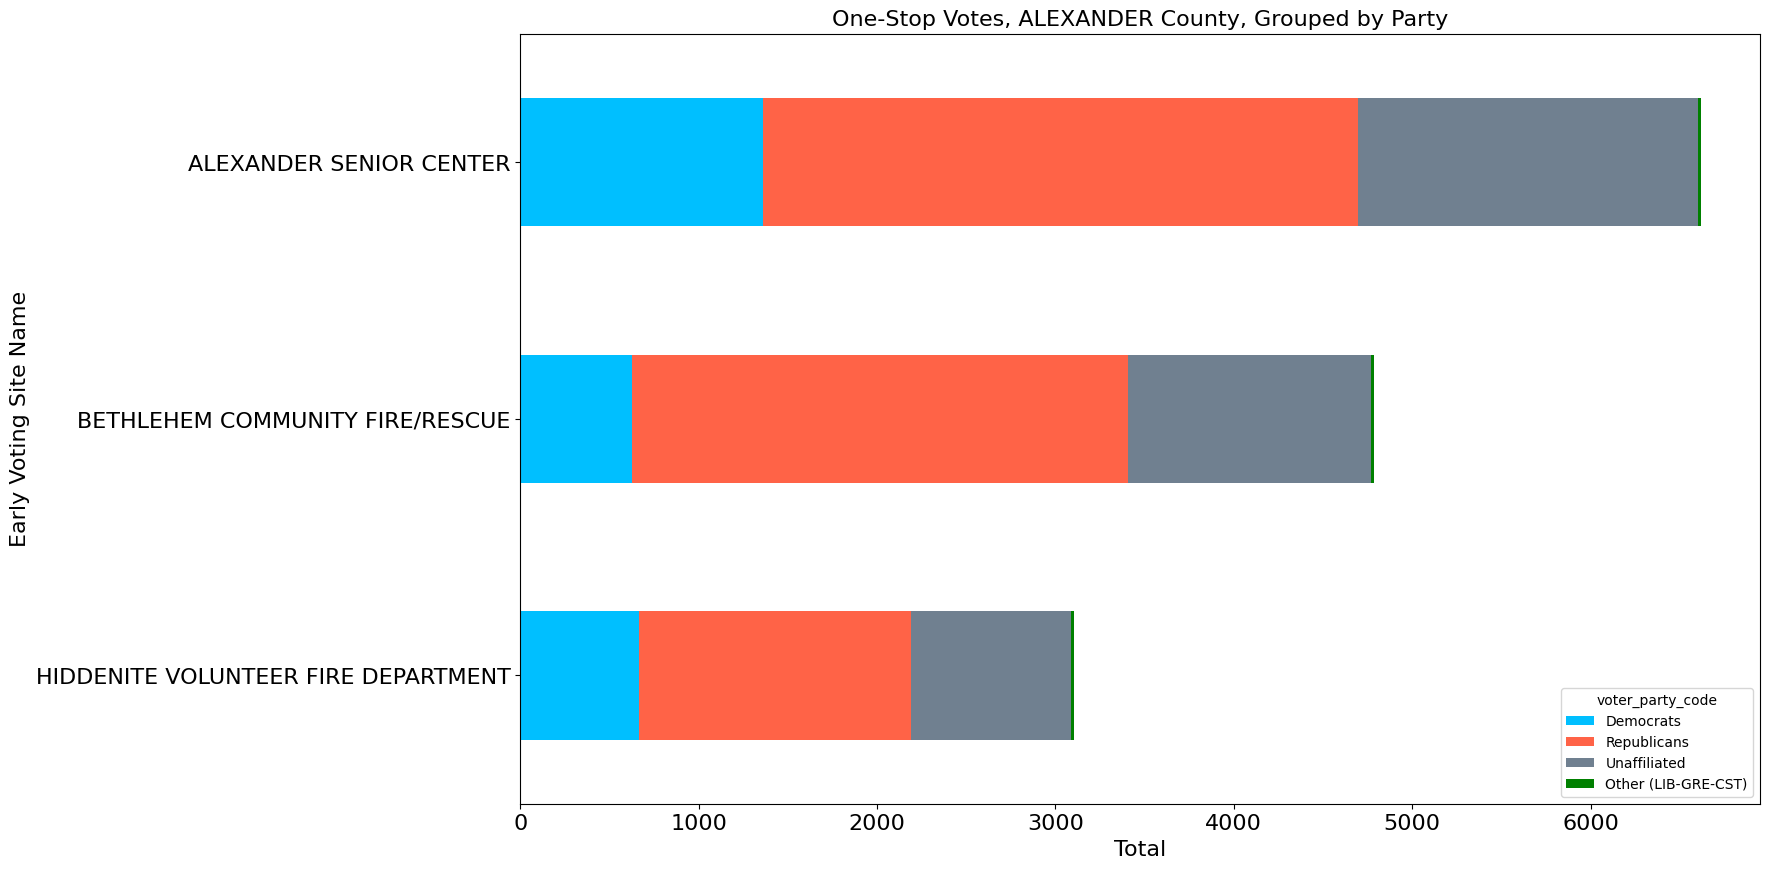 One-Stop Votes, ALEXANDER County, Grouped by Party
Early Voting Site Name
ALEXANDER SENIOR CENTER
BETHLEHEM COMMUNITY FIRE/RESCUE
HIDDENITE VOLUNTEER FIRE DEPARTMENT
voter_party_code
Democrats
Republicans
Unaffiliated
Other (LIB-GRE-CST)
0 1000 2000 3000 4000 5000 6000
Total